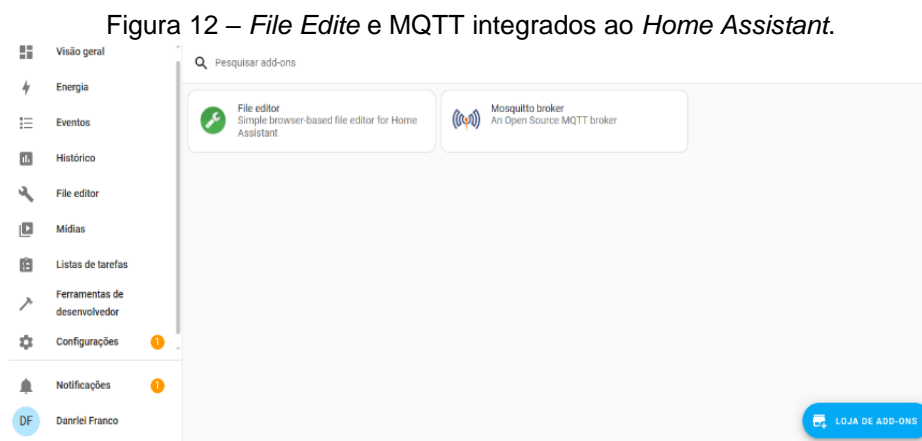 Figura 12 – File Edite e MQTT integrados ao Home Assistant.
Visão geral
Energia
Eventos
Histórico
File editor
Mídias
Listas de tarefas
Ferramentas de
desenvolvedor
Configurações 1
Notificações 1
DF Danrlei Franco
Pesquisar add-ons
File editor
Simple browser-based file editor for Home
Assistant
Mosquitto broker
An Open Source MQTT broker
LOJA DE ADD-ONS